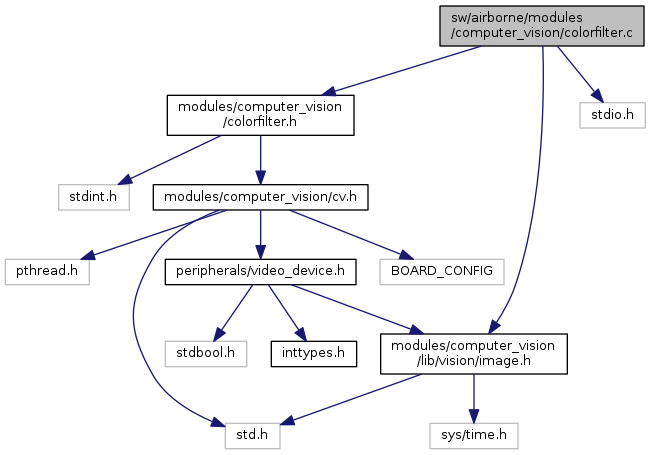 sw/airborne/modules
/computer_vision/colorfilter.c
modules/computer_vision
/colorfilter.h
stdio.h
stdint.h
modules/computer_vision/cv.h
pthread.h
peripherals/video_device.h
BOARD_CONFIG
stdbool.h
inttypes.h
modules/computer_vision
/lib/vision/image.h
std.h
sys/time.h